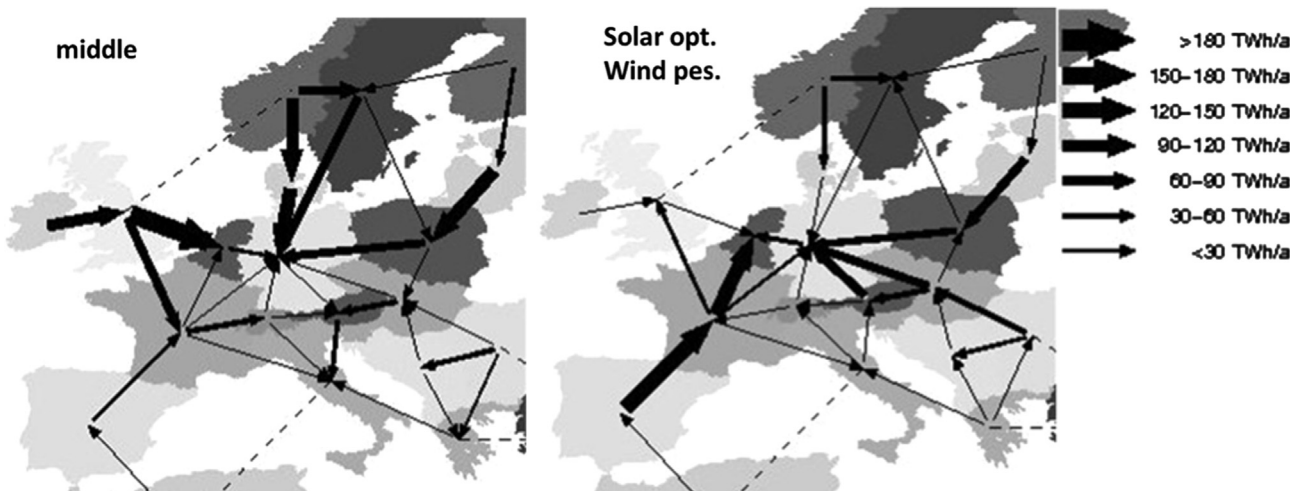 middle
Solar opt.
Wind pes.
>180 TWh/a
150–180 TWh/a
120–150 TWh/a
90–120 TWh/a
60–90 TWh/a
30–60 TWh/a
<30 TWh/a